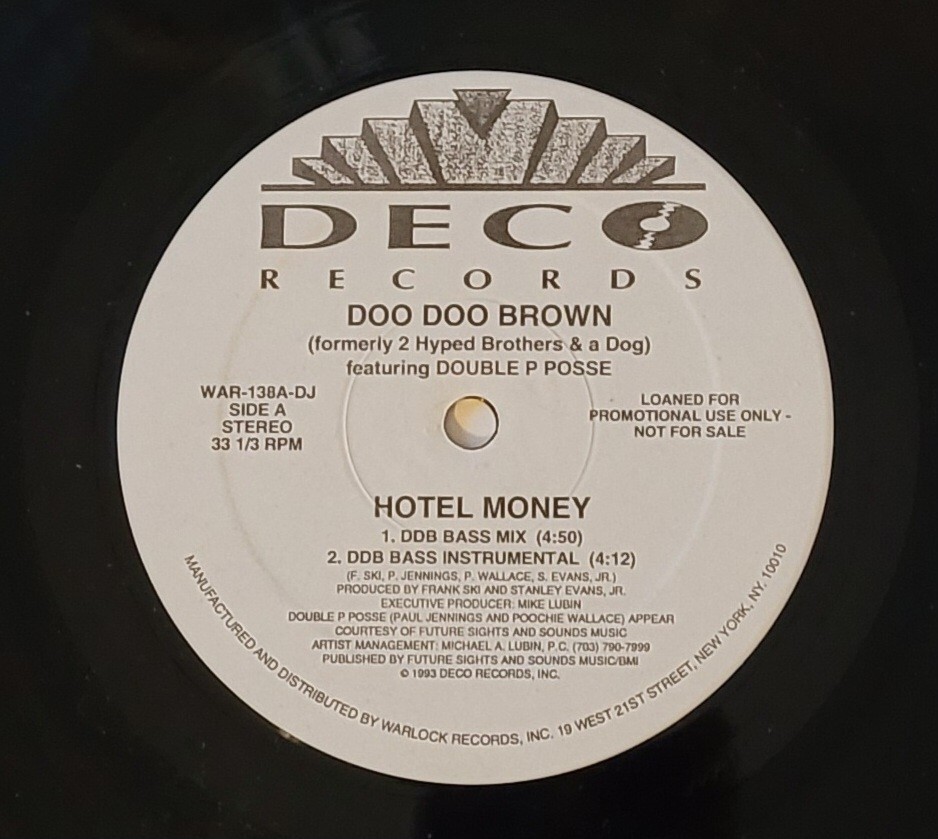 DECO
RECORDS
DOO DOO BROWN
(formerly 2 Hyped Brothers & a Dog)
featuring DOUBLE P POSSE
WAR-138A-DJ
SIDE A
STEREO
33 1/3 RPM
LOANED FOR
PROMOTIONAL USE ONLY -
NOT FOR SALE
HOTEL MONEY
1. DDB BASS MIX (4:50)
2. DDB BASS INSTRUMENTAL (4:12)
(F. SKI, P. JENNINGS, P. WALLACE, S. EVANS, JR.)
PRODUCED BY FRANK SKI AND STANLEY EVANS, JR.
EXECUTIVE PRODUCER: MIKE LUBIN
DOUBLE P POSSE (PAUL JENNINGS AND POOCHIE WALLACE) APPEAR
COURTESY OF FUTURE SIGHTS AND SOUNDS MUSIC
ARTIST MANAGEMENT: MICHAEL A. LUBIN, P.C. (703) 790-7999
PUBLISHED BY FUTURE SIGHTS AND SOUNDS MUSIC/BMI
© 1993 DECO RECORDS, INC.
MANUFACTURED AND DISTRIBUTED BY WARLOCK RECORDS, INC. 19 WEST 21ST STREET, NEW YORK, NY. 10010